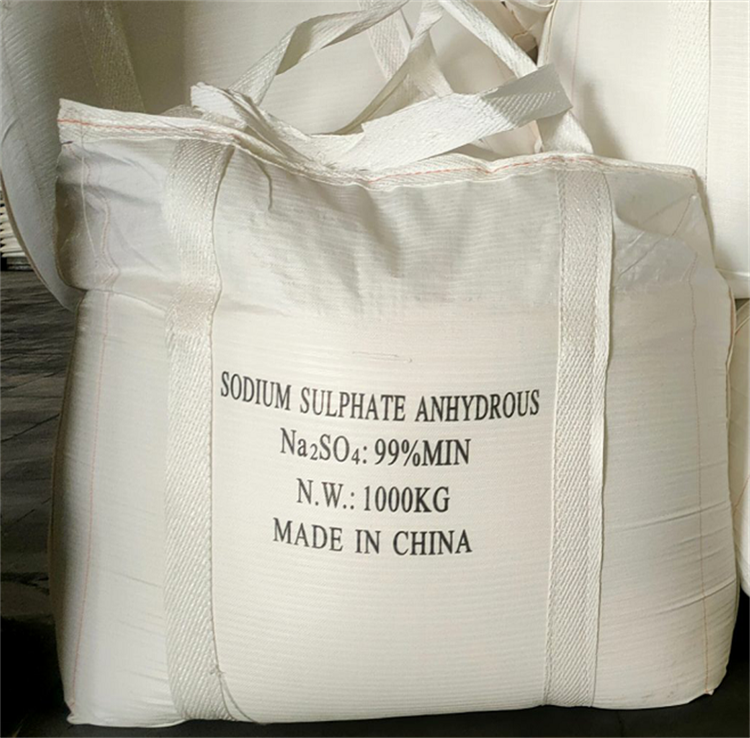 SODIUM SULPHATE ANHYDROUS
Na₂SO₄: 99%MIN
N.W.: 1000KG
MADE IN CHINA